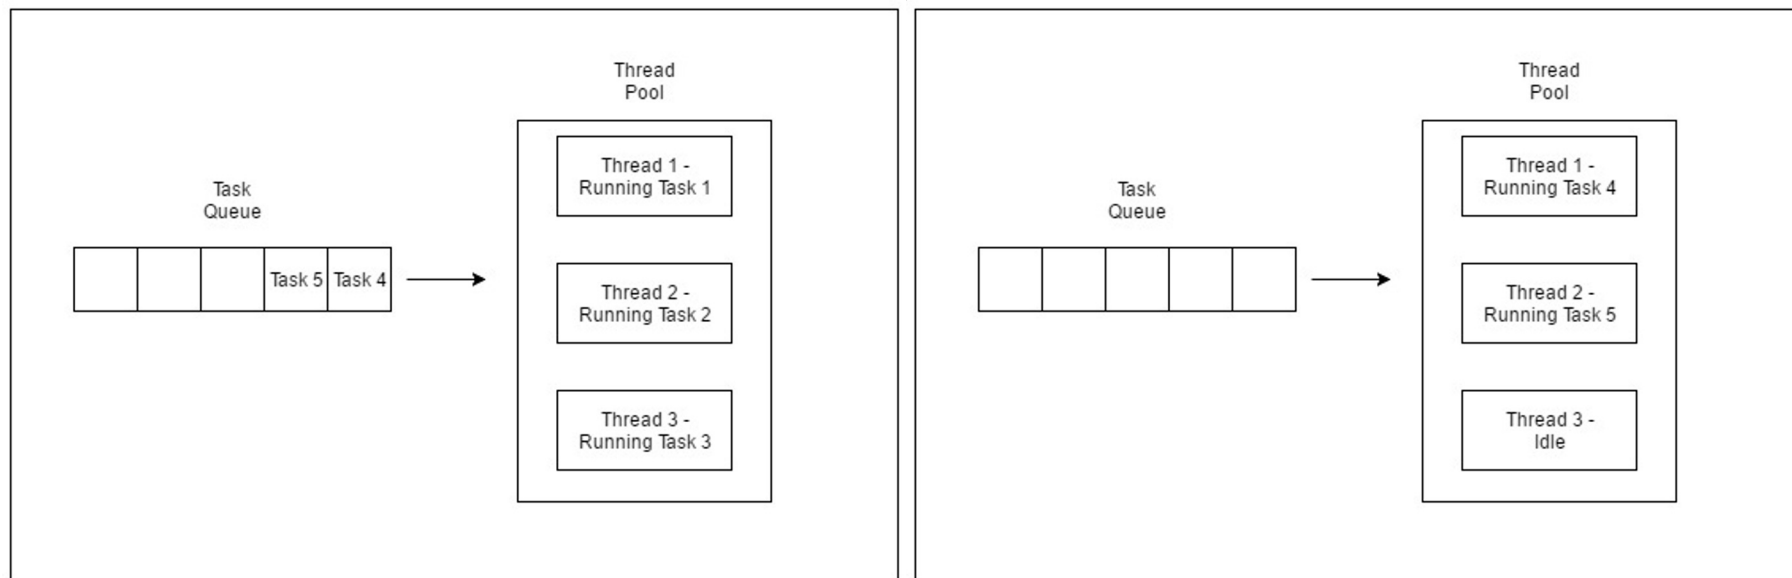 Thread
Pool
Thread 1 -
Running Task 1
Task
Queue
Task 5
Task 4
Thread 2 -
Running Task 2
Thread 3 -
Running Task 3
Thread
Pool
Thread 1 -
Running Task 4
Task
Queue
Thread 2 -
Running Task 5
Thread 3 -
Idle